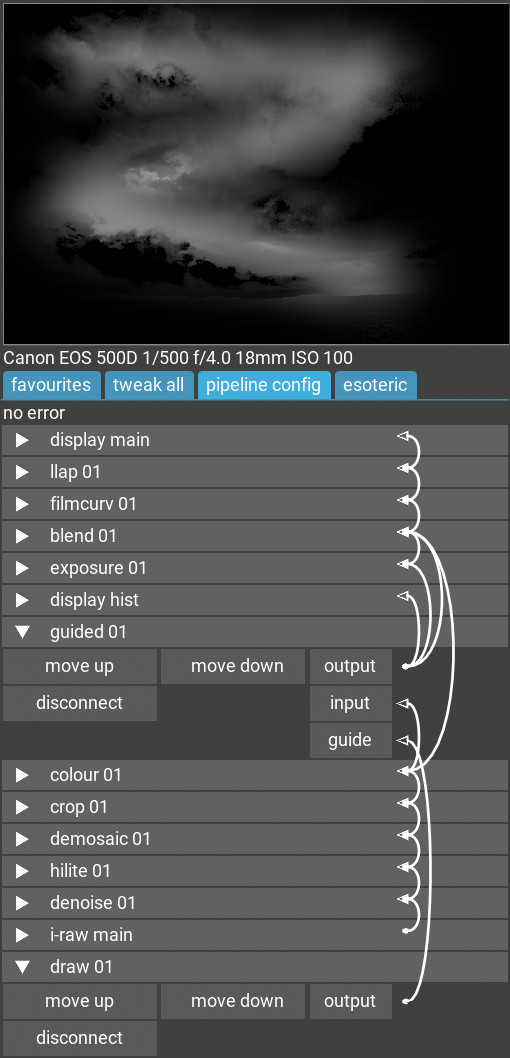 Canon EOS 500D 1/500 f/4.0 18mm ISO 100
favourites tweak all pipeline config esoteric
no error
display main
llap 01
filmcurv 01
blend 01
exposure 01
display hist
guided 01
move up move down output
disconnect input
guide
colour 01
crop 01
demosaic 01
hilite 01
denoise 01
i-raw main
draw 01
move up move down output
disconnect